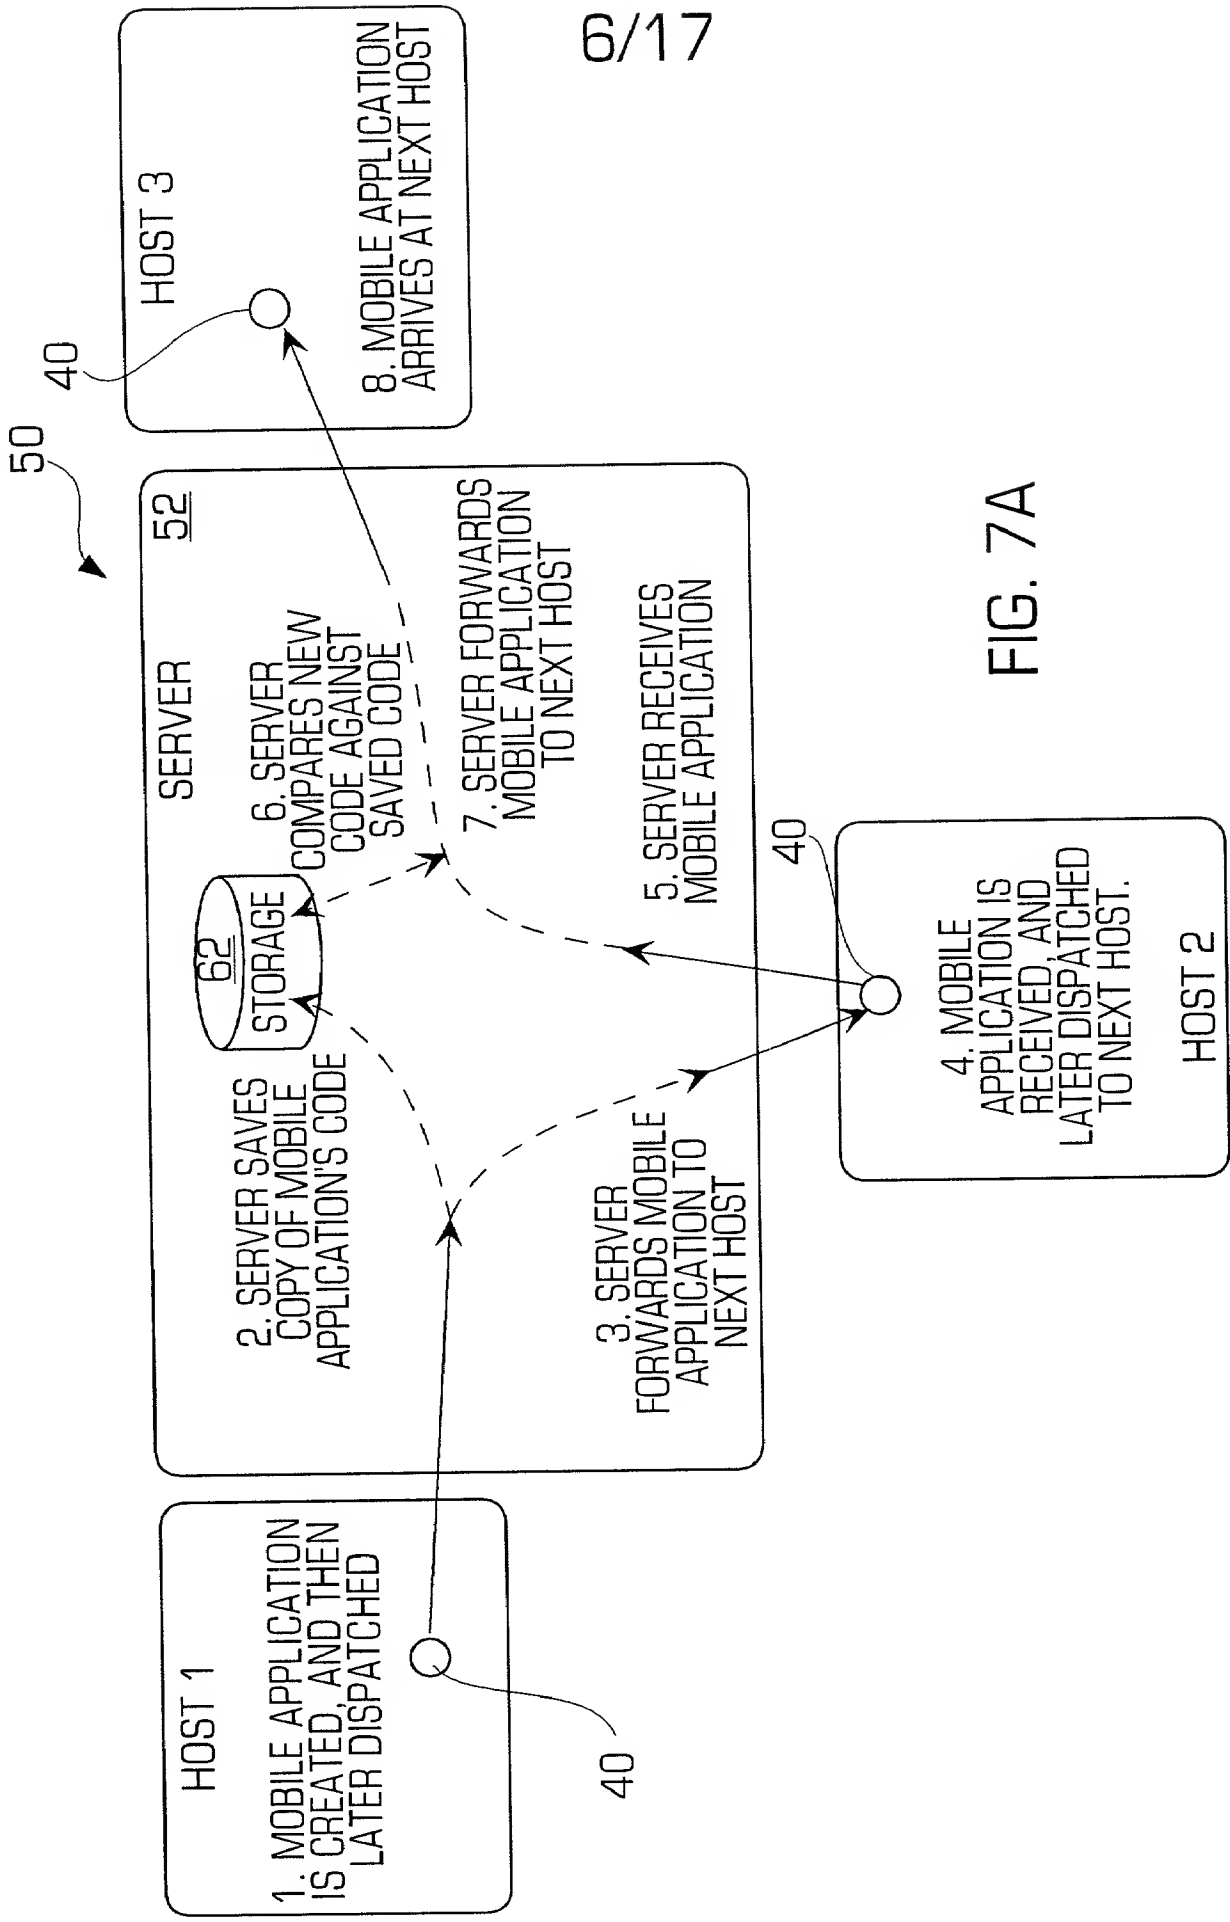 6/17
50
HOST 1
1. MOBILE APPLICATION
IS CREATED, AND THEN
LATER DISPATCHED
40
SERVER
52
62
STORAGE
2. SERVER SAVES
COPY OF MOBILE
APPLICATION'S CODE
3. SERVER
FORWARDS MOBILE
APPLICATION TO
NEXT HOST
40
4. MOBILE
APPLICATION IS
RECEIVED, AND
LATER DISPATCHED
TO NEXT HOST.
HOST 2
5. SERVER RECEIVES
MOBILE APPLICATION
6. SERVER
COMPARES NEW
CODE AGAINST
SAVED CODE
7. SERVER FORWARDS
MOBILE APPLICATION
TO NEXT HOST
40
HOST 3
8. MOBILE APPLICATION
ARRIVES AT NEXT HOST
FIG. 7A